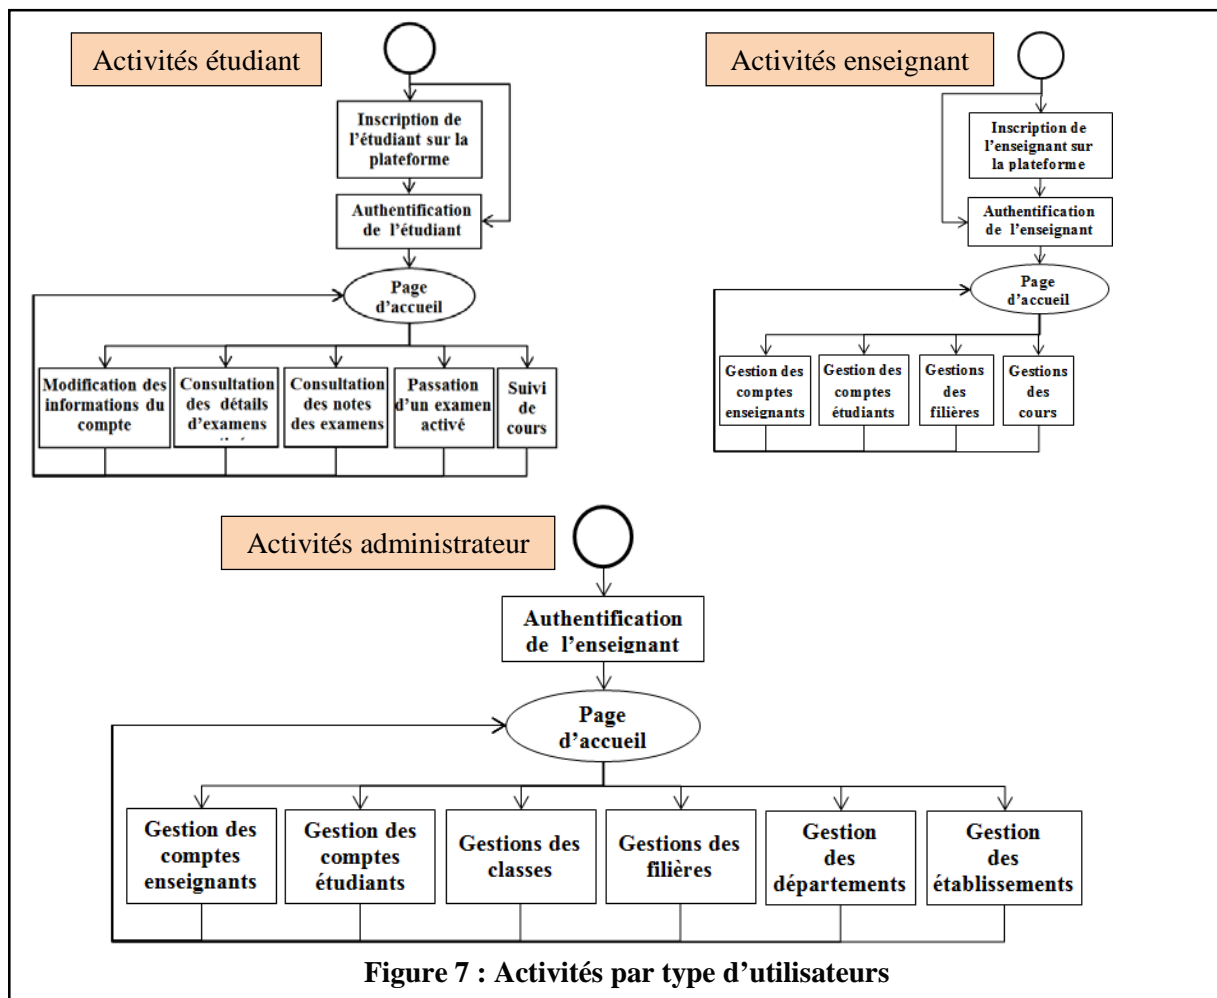 Activités étudiant
Inscription de
l’étudiant sur la
plateforme
Authentification
de l’étudiant
Page
d’accueil
Modification des
informations du
compte
Consultation
des détails
d’examens
Consultation
des notes
des examens
Passation
d’un examen
activé
Suivi
de
cours
Activités enseignant
Inscription de
l’enseignant sur
la plateforme
Authentification
de l’enseignant
Page
d’accueil
Gestion des
comptes
enseignants
Gestion des
comptes
étudiants
Gestions
des
filières
Gestions
des
cours
Activités administrateur
Authentification
de l’enseignant
Page
d’accueil
Gestion des
comptes
enseignants
Gestion des
comptes
étudiants
Gestions des
classes
Gestions des
filières
Gestion
des
départements
Gestion
des
établissements
Figure 7 : Activités par type d’utilisateurs